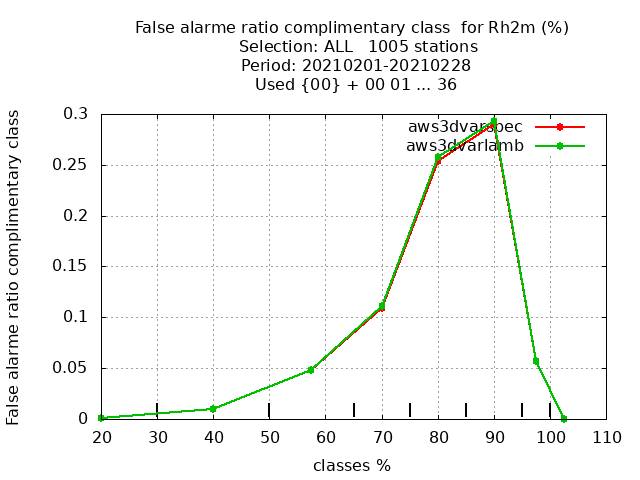 False alarme ratio complimentary class  for Rh2m (%)
Selection: ALL   1005 stations
Period: 20210201-20210228
Used {00} + 00 01 ... 36
False alarme ratio complimentary class
aws3dvarspec
aws3dvarlamb
0.3
0.25
0.2
0.15
0.1
0.05
0
20 30 40 50 60 70 80 90 100 110
classes %